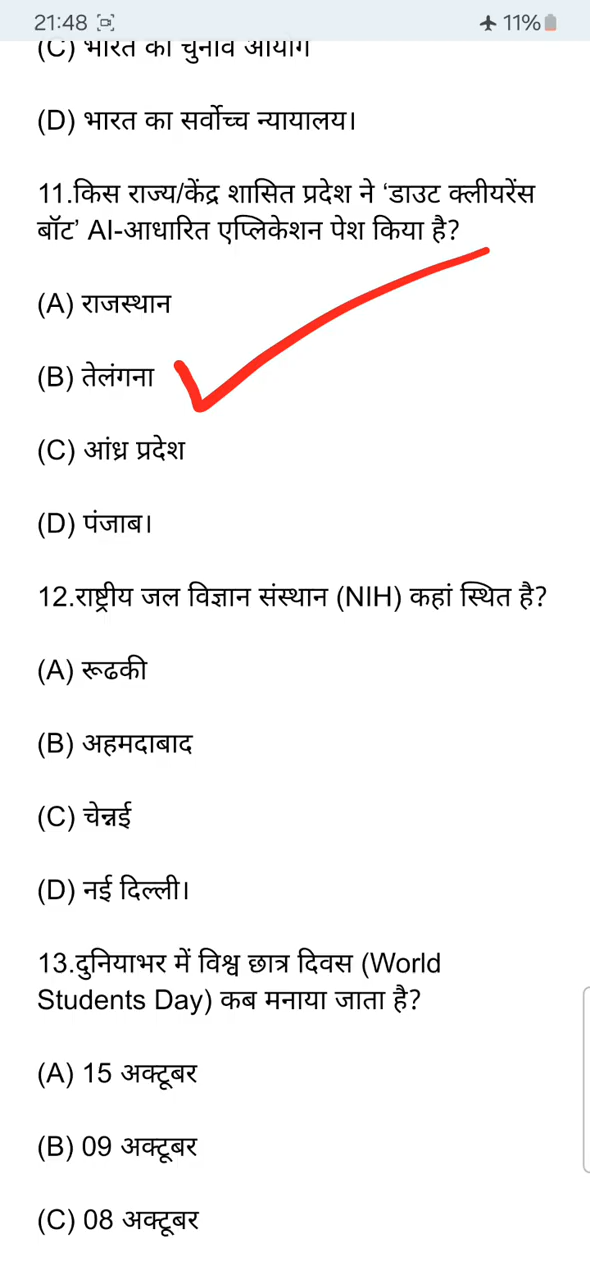 21:48
11%
(C) भारत का चुनाव आयोग
(D) भारत का सर्वोच्च न्यायालय।
11.किस राज्य/केंद्र शासित प्रदेश ने ‘डाउट क्लीयरेंस
बॉट’ AI-आधारित एप्लिकेशन पेश किया है?
(A) राजस्थान
(B) तेलंगना
(C) आंध्र प्रदेश
(D) पंजाब।
12.राष्ट्रीय जल विज्ञान संस्थान (NIH) कहां स्थित है?
(A) रूढकी
(B) अहमदाबाद
(C) चेन्नई
(D) नई दिल्ली।
13.दुनियाभर में विश्व छात्र दिवस (World
Students Day) कब मनाया जाता है?
(A) 15 अक्टूबर
(B) 09 अक्टूबर
(C) 08 अक्टूबर